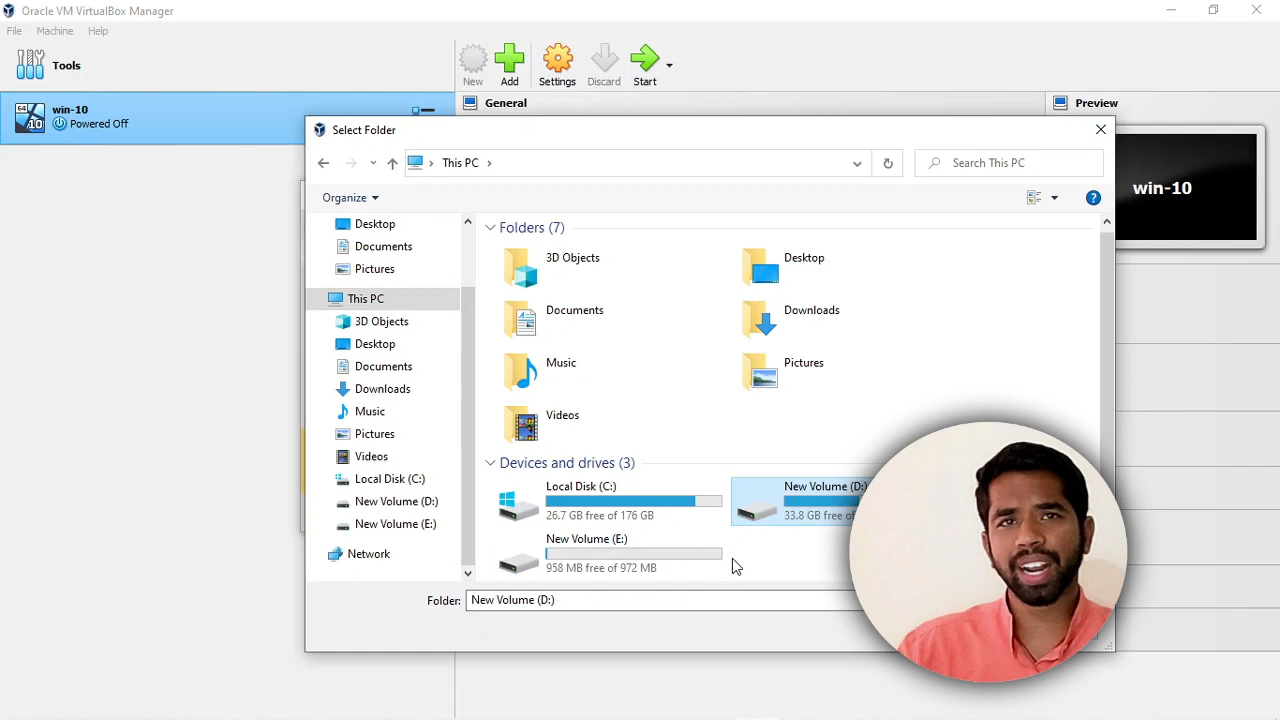 Oracle VM VirtualBox Manager
File Machine Help
Tools
New Add Settings Discard Start
win-10
Powered Off
64
10
General
Preview
win-10
Select Folder
This PC
Search This PC
Organize
Desktop
Documents
Pictures
This PC
3D Objects
Desktop
Documents
Downloads
Music
Pictures
Videos
Local Disk (C:)
New Volume (D:)
New Volume (E:)
Network
Folders (7)
3D Objects
Desktop
Documents
Downloads
Music
Pictures
Videos
Devices and drives (3)
Local Disk (C:)
26.7 GB free of 176 GB
New Volume (D:)
33.8 GB free of
New Volume (E:)
958 MB free of 972 MB
Folder: New Volume (D:)